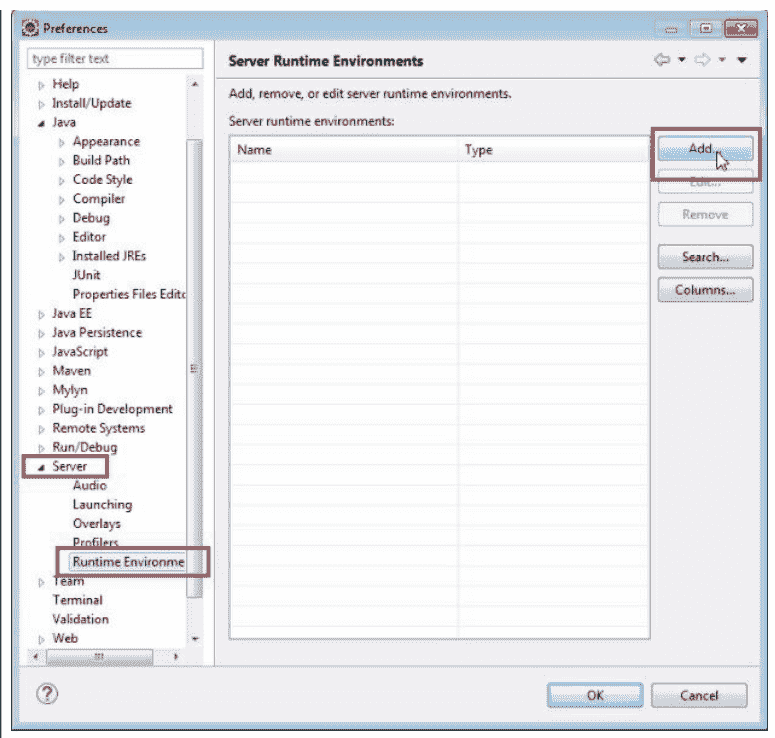 Preferences
type filter text
Help
Install/Update
Java
Appearance
Build Path
Code Style
Compiler
Debug
Editor
Installed JREs
JUnit
Properties Files Edito
Java EE
Java Persistence
JavaScript
Maven
Mylyn
Plug-in Development
Remote Systems
Run/Debug
Server
Audio
Launching
Overlays
Profilers
Runtime Environme
Team
Terminal
Validation
Web
Server Runtime Environments
Add, remove, or edit server runtime environments.
Server runtime environments:
Name Type
Add...
Edit...
Remove
Search...
Columns...
OK Cancel